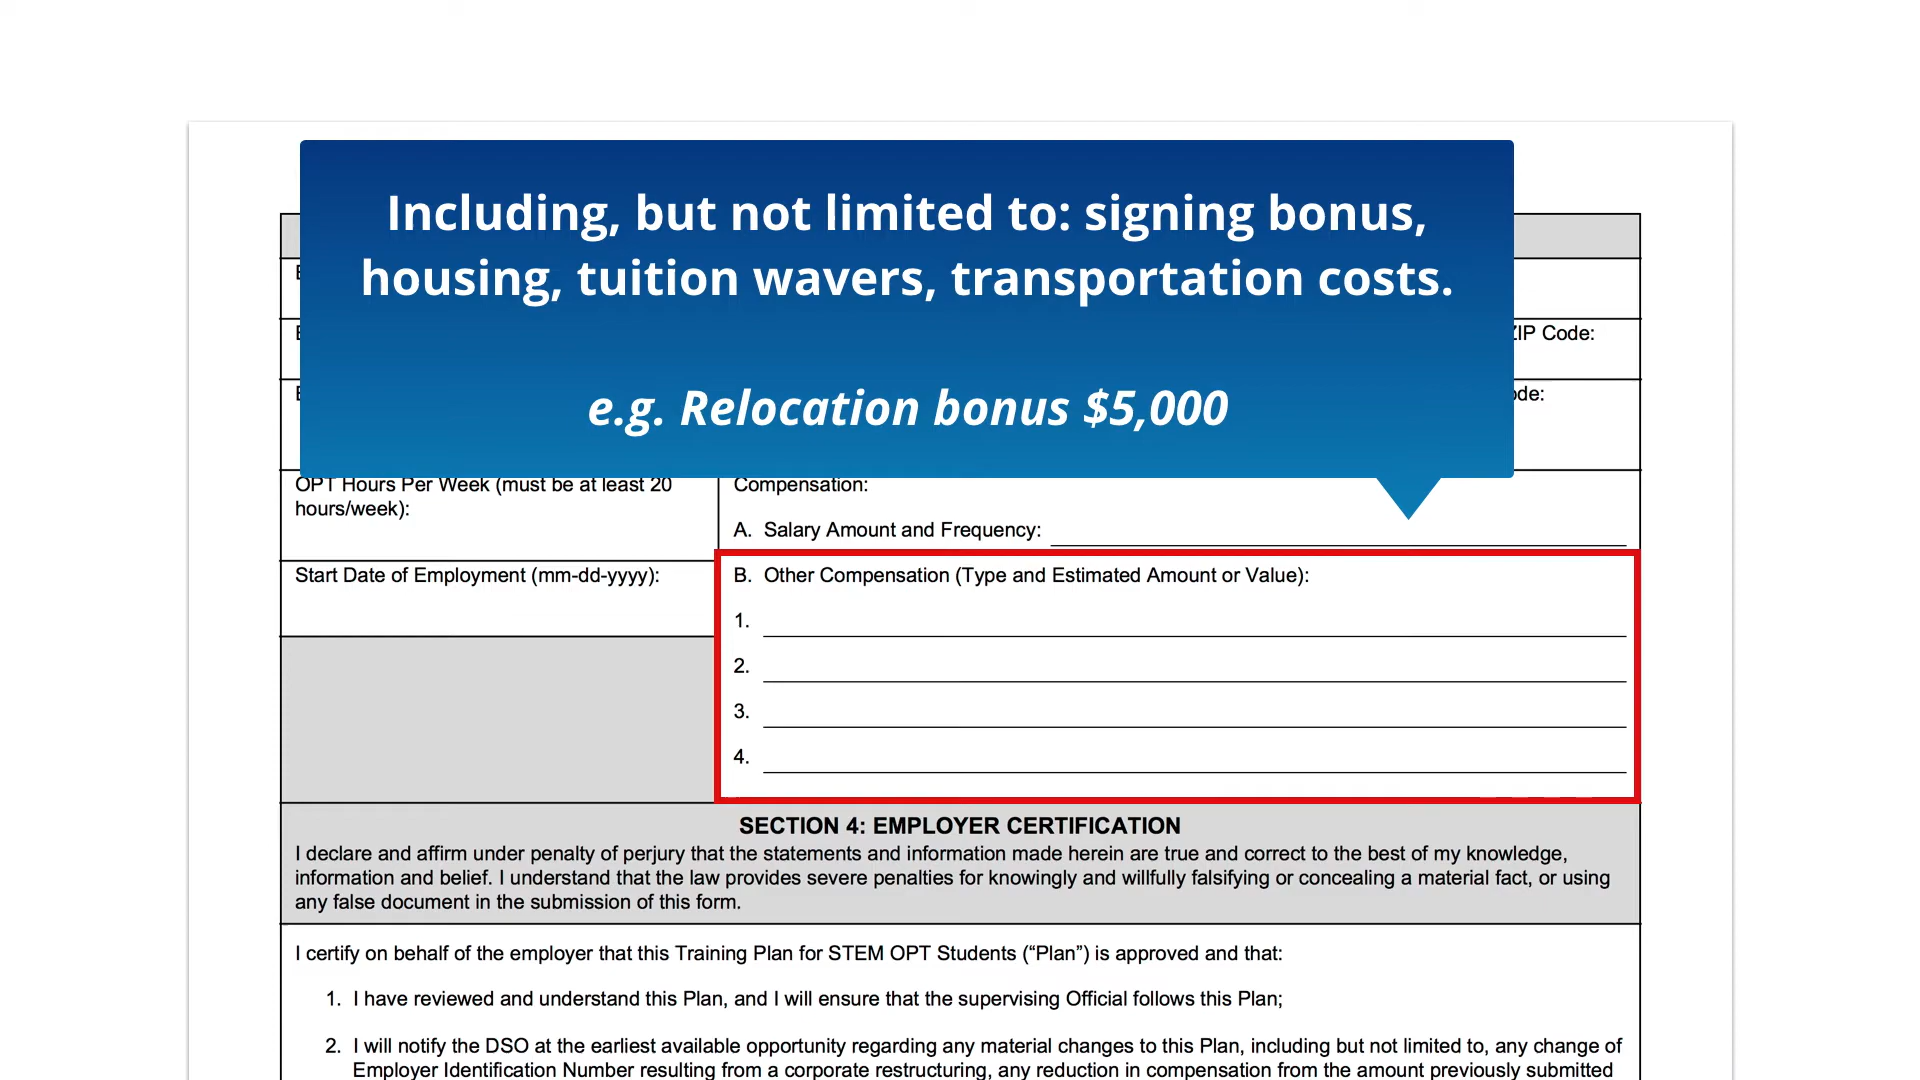 Including, but not limited to: signing bonus,
housing, tuition wavers, transportation costs.
e.g. Relocation bonus $5,000
ZIP Code:
OPT Hours Per Week (must be at least 20
hours/week):
Compensation:
A. Salary Amount and Frequency:
Start Date of Employment (mm-dd-yyyy):
B. Other Compensation (Type and Estimated Amount or Value):
1.
2.
3.
4.
SECTION 4: EMPLOYER CERTIFICATION
I declare and affirm under penalty of perjury that the statements and information made herein are true and correct to the best of my knowledge,
information and belief. I understand that the law provides severe penalties for knowingly and willfully falsifying or concealing a material fact, or using
any false document in the submission of this form.
I certify on behalf of the employer that this Training Plan for STEM OPT Students (“Plan”) is approved and that:
1. I have reviewed and understand this Plan, and I will ensure that the supervising Official follows this Plan;
2. I will notify the DSO at the earliest available opportunity regarding any material changes to this Plan, including but not limited to, any change of
Employer Identification Number resulting from a corporate restructuring, any reduction in compensation from the amount previously submitted